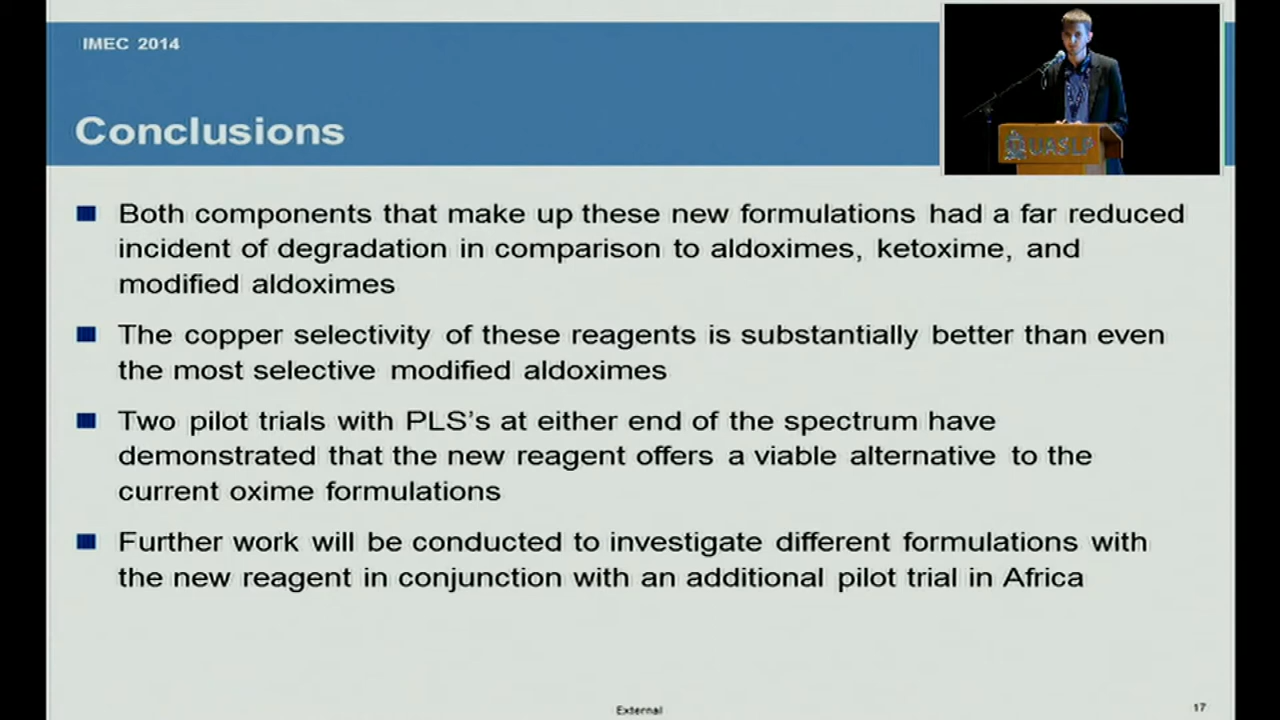 IMEC 2014
Conclusions
UASLP
Both components that make up these new formulations had a far reduced
incident of degradation in comparison to aldoximes, ketoxime, and
modified aldoximes
The copper selectivity of these reagents is substantially better than even
the most selective modified aldoximes
Two pilot trials with PLS's at either end of the spectrum have
demonstrated that the new reagent offers a viable alternative to the
current oxime formulations
Further work will be conducted to investigate different formulations with
the new reagent in conjunction with an additional pilot trial in Africa
External
17